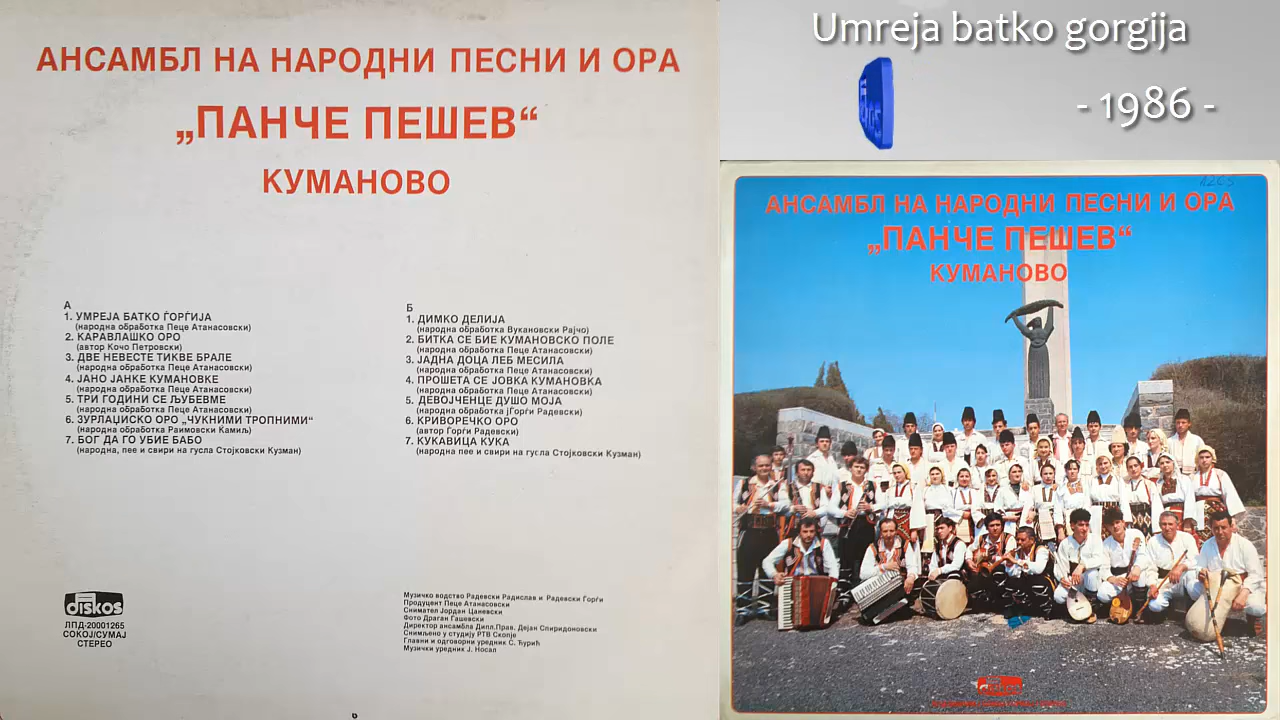 АНСАМБЛ НА НАРОДНИ ПЕСНИ И ОРА
„ПАНЧЕ ПЕШЕВ“
КУМАНОВО
А
1. УМРЕЈА БАТКО ЃОРЃИЈА
(народна обработка Пеце Атанасовски)
2. КАРАВЛАШКО ОРО
(автор Кочо Петровски)
3. ДВЕ НЕВЕСТЕ ТИКВЕ БРАЛЕ
(народна обработка Пеце Атанасовски)
4. ЈАНО ЈАНКЕ КУМАНОВКЕ
(народна обработка Пеце Атанасовски)
5. ТРИ ГОДИНИ СЕ ЉУБЕВМЕ
(народна обработка Пеце Атанасовски)
6. ЗУРЛАЏИСКО ОРО „ЧУКНИМИ ТРОПНИМИ“
(народна обработка Раимовски Камиљ)
7. БОГ ДА ГО УБИЕ БАБО
(народна, пее и свири на гусла Стојковски Кузман)
Б
1. ДИМКО ДЕЛИЈА
(народна обработка Вукановски Рајчо)
2. БИТКА СЕ БИЕ КУМАНОВСКО ПОЛЕ
(народна обработка Пеце Атанасовски)
3. ЈАДНА ДОЦА ЛЕБ МЕСИЛА
(народна обработка Пеце Атанасовски)
4. ПРОШЕТА СЕ ЈОВКА КУМАНОВКА
(народна обработка Пеце Атанасовски)
5. ДЕВОЈЧЕНЦЕ ДУШО МОЈА
(народна обработка јГорѓи Радевски)
6. КРИВОРЕЧКО ОРО
(автор Горѓи Радевски)
7. КУКАВИЦА КУКА
(народна пее и свири на гусла Стојковски Кузман)
diskos
ЛПД-20001265
СОКОЈ/СУМАЈ
СТЕРЕО
Музичко водство Радевски Радислав и Радевски Ѓорѓи
Продуцент Пеце Атанасовски
Снимател Јордан Цаневски
Фото Драган Гашевски
Директор ансамбла Дипл.Прав. Дејан Спиридоновски
Снимљено у студију РТВ Скопје
Главни и одговорни уредник С. Ђурић
Музички уредник Ј. Носал
Umreja batko gorgija
- 1986 -
АНСАМБЛ НА НАРОДНИ ПЕСНИ И ОРА
„ПАНЧЕ ПЕШЕВ“
КУМАНОВО
diskos